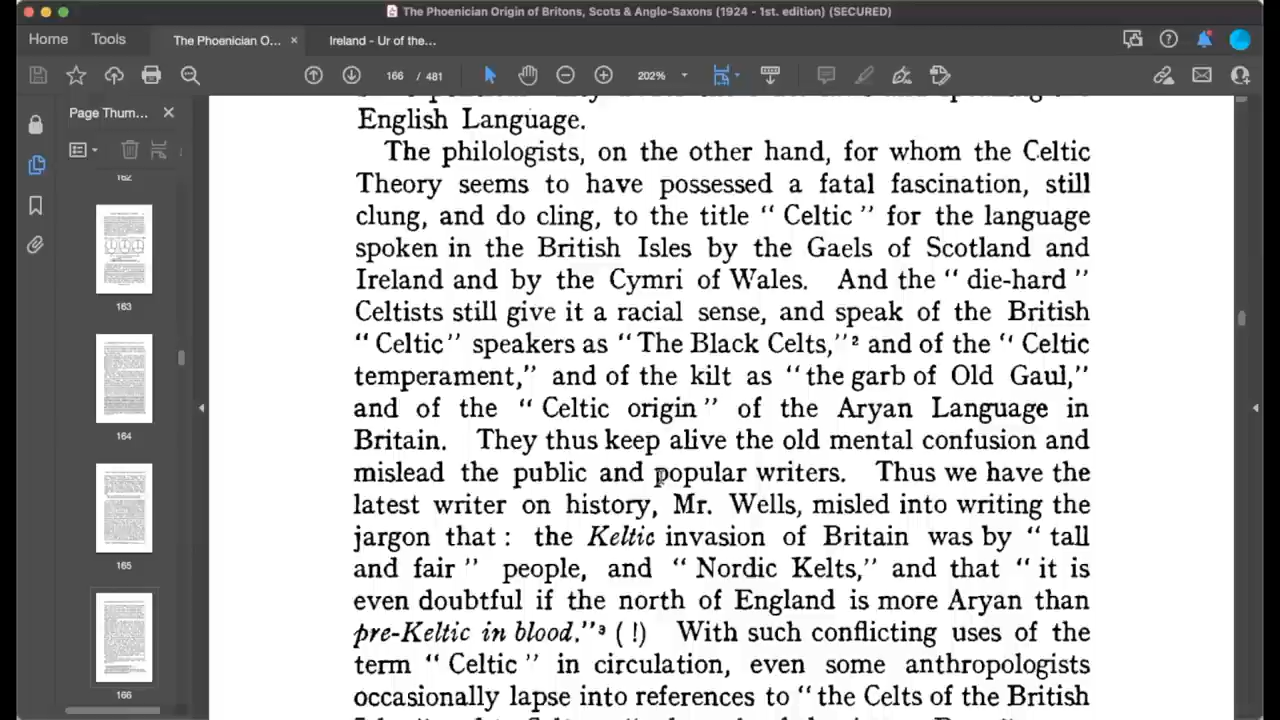 The Phoenician Origin of Britons, Scots & Anglo-Saxons (1924 - 1st. edition) (SECURED)
Home Tools The Phoenician O... × Ireland - Ur of the...
166 / 481 202%
Page Thum... ×
162
163
164
165
166
English Language.
The philologists, on the other hand, for whom the Celtic
Theory seems to have possessed a fatal fascination, still
clung, and do cling, to the title “ Celtic ” for the language
spoken in the British Isles by the Gaels of Scotland and
Ireland and by the Cymri of Wales. And the “ die-hard ”
Celtists still give it a racial sense, and speak of the British
“ Celtic” speakers as “The Black Celts,”² and of the “ Celtic
temperament,” and of the kilt as “the garb of Old Gaul,”
and of the “ Celtic origin ” of the Aryan Language in
Britain. They thus keep alive the old mental confusion and
mislead the public and popular writers. Thus we have the
latest writer on history, Mr. Wells, misled into writing the
jargon that : the Keltic invasion of Britain was by “ tall
and fair ” people, and “ Nordic Kelts,” and that “ it is
even doubtful if the north of England is more Aryan than
pre-Keltic in blood.”³ ( !) With such conflicting uses of the
term “ Celtic ” in circulation, even some anthropologists
occasionally lapse into references to “ the Celts of the British